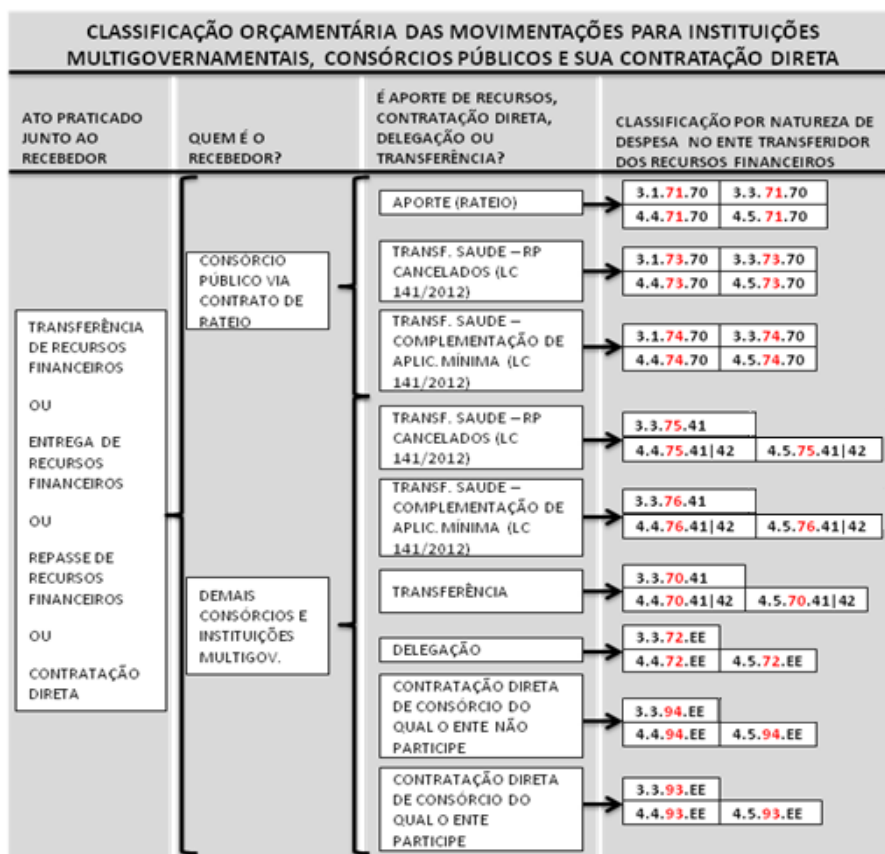 CLASSIFICAÇÃO ORÇAMENTÁRIA DAS MOVIMENTAÇÕES PARA INSTITUIÇÕES
MULTIGOVERNAMENTAIS, CONSÓRCIOS PÚBLICOS E SUA CONTRATAÇÃO DIRETA
ATO PRATICADO
JUNTO AO
RECEBEDOR
QUEM É O
RECEBEDOR?
É APORTE DE RECURSOS,
CONTRATAÇÃO DIRETA,
DELEGAÇÃO OU
TRANSFERÊNCIA?
CLASSIFICAÇÃO POR NATUREZA DE
DESPESA NO ENTE TRANSFERIDOR
DOS RECURSOS FINANCEIROS
TRANSFERÊNCIA
DE RECURSOS
FINANCEIROS
OU
ENTREGA DE
RECURSOS
FINANCEIROS
OU
REPASSE DE
RECURSOS
FINANCEIROS
OU
CONTRATAÇÃO
DIRETA
CONSÓRCIO
PÚBLICO VIA
CONTRATO DE
RATEIO
APORTE (RATEIO)
3.1.71.70 3.3.71.70
4.4.71.70 4.5.71.70
TRANSF. SAUDE – RP
CANCELADOS (LC
141/2012)
3.1.73.70 3.3.73.70
4.4.73.70 4.5.73.70
TRANSF. SAUDE –
COMPLEMENTAÇÃO DE
APLIC. MÍNIMA (LC
141/2012)
3.1.74.70 3.3.74.70
4.4.74.70 4.5.74.70
DEMAIS
CONSÓRCIOS E
INSTITUIÇÕES
MULTIGOV.
TRANSF. SAUDE – RP
CANCELADOS (LC
141/2012)
3.3.75.41
4.4.75.41|42 4.5.75.41|42
TRANSF. SAUDE –
COMPLEMENTAÇÃO DE
APLIC. MÍNIMA (LC
141/2012)
3.3.76.41
4.4.76.41|42 4.5.76.41|42
TRANSFERÊNCIA
3.3.70.41
4.4.70.41|42 4.5.70.41|42
DELEGAÇÃO
3.3.72.EE
4.4.72.EE 4.5.72.EE
CONTRATAÇÃO DIRETA
DE CONSÓRCIO DO
QUAL O ENTE NÃO
PARTICIPE
3.3.94.EE
4.4.94.EE 4.5.94.EE
CONTRATAÇÃO DIRETA
DE CONSÓRCIO DO
QUAL O ENTE
PARTICIPE
3.3.93.EE
4.4.93.EE 4.5.93.EE